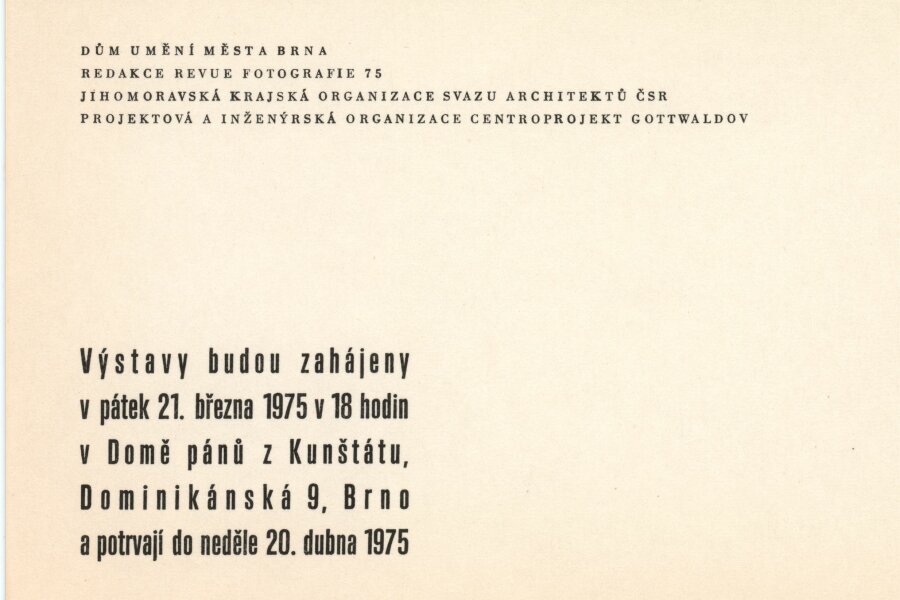 DŮM UMĚNÍ MĚSTA BRNA
REDAKCE REVUE FOTOGRAFIE 75
JIHOMORAVSKÁ KRAJSKÁ ORGANIZACE SVAZU ARCHITEKTŮ ČSR
PROJEKTOVÁ A INŽENÝRSKÁ ORGANIZACE CENTROPROJEKT GOTTWALDOV
Výstavy budou zahájeny
v pátek 21. března 1975 v 18 hodin
v Domě pánů z Kunštátu,
Dominikánská 9, Brno
a potrvají do neděle 20. dubna 1975